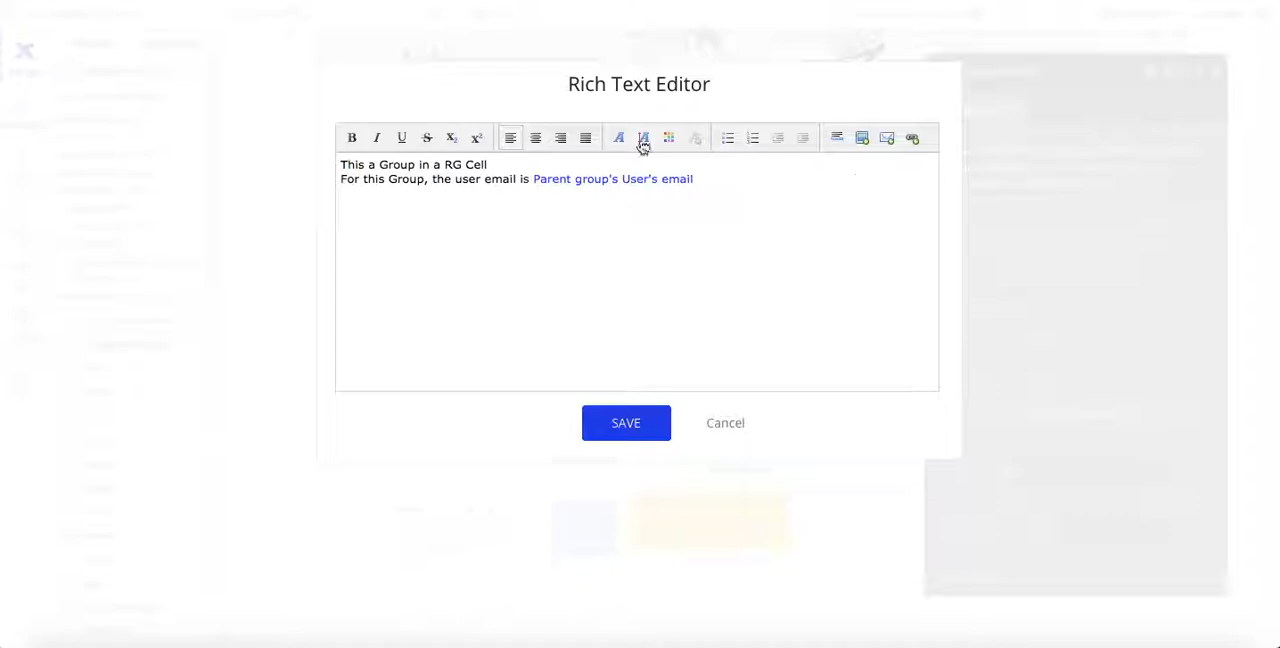 Rich Text Editor
This a Group in a RG Cell
For this Group, the user email is Parent group's User's email
SAVE
Cancel